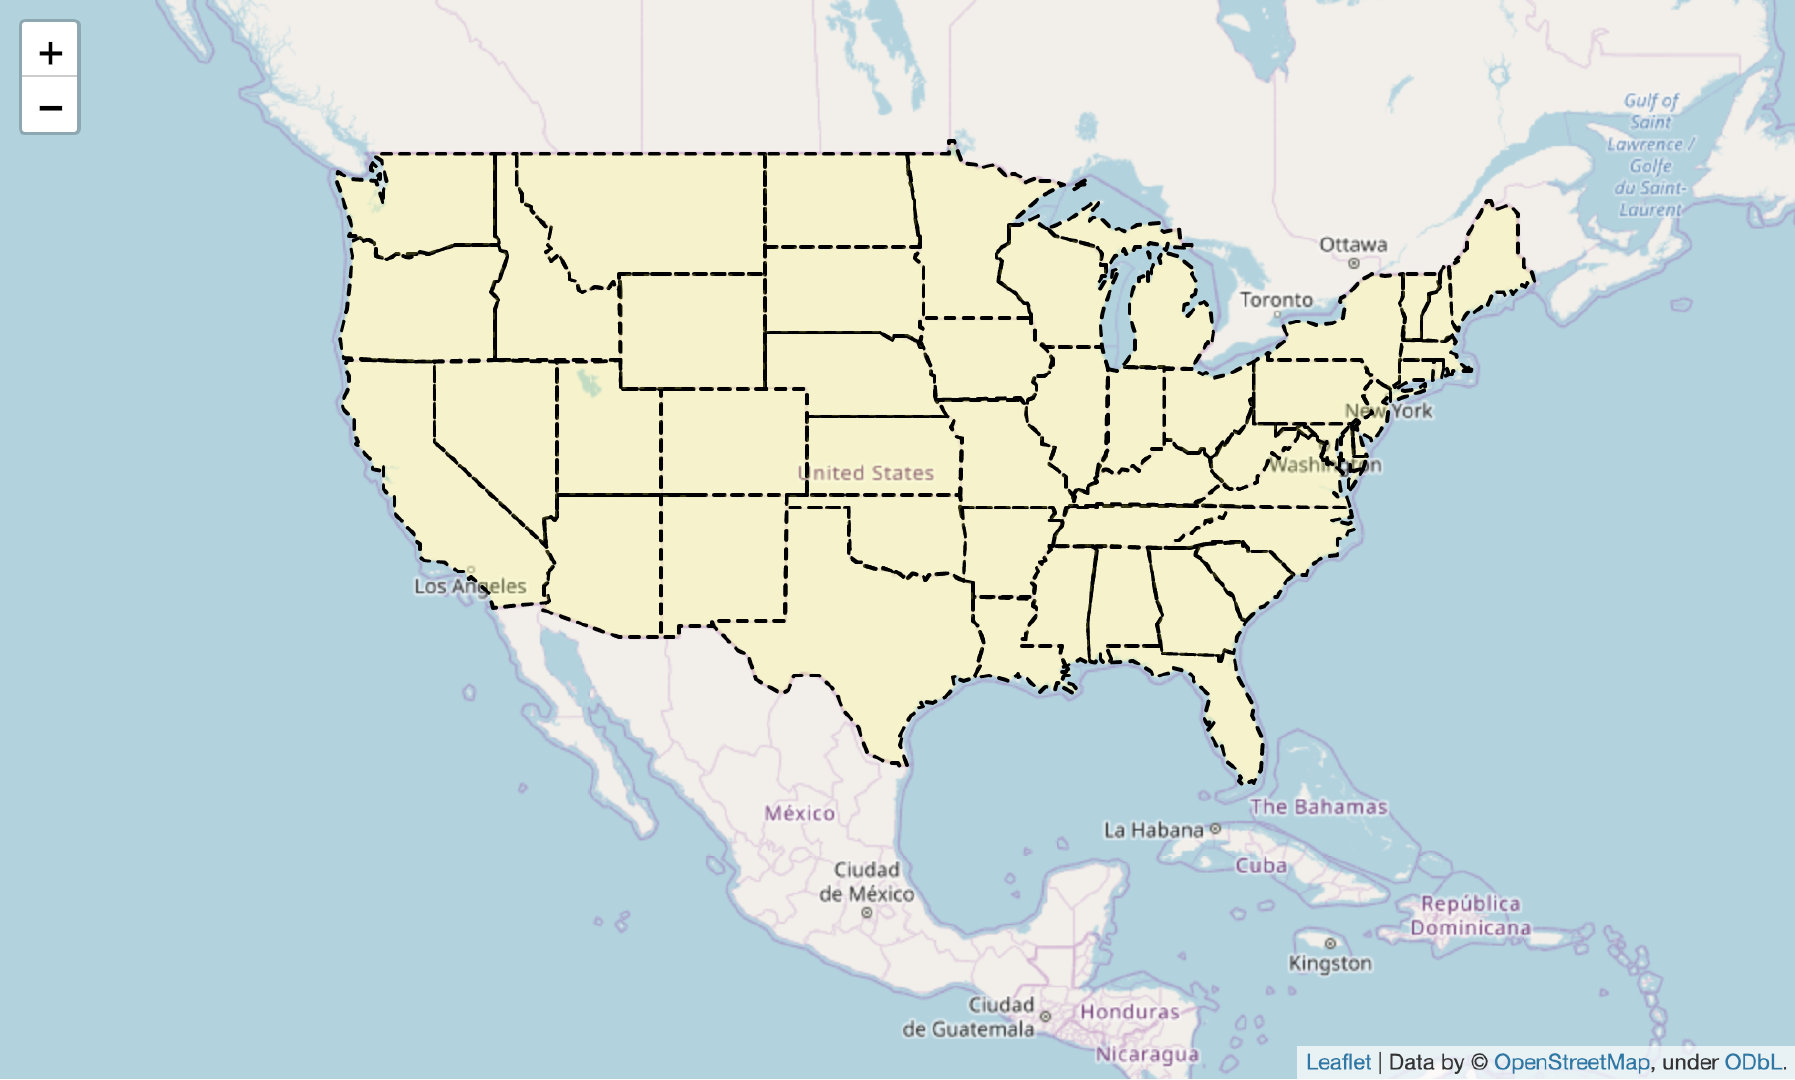 +
−
Gulf of
Saint
Lawrence /
Golfe
du Saint-
Laurent
Ottawa
Toronto
New York
United States
Washington
Los Angeles
México
The Bahamas
La Habana
Cuba
Ciudad
de México
República
Dominicana
Kingston
Ciudad
de Guatemala
Honduras
Nicaragua
Leaflet | Data by © OpenStreetMap, under ODbL.